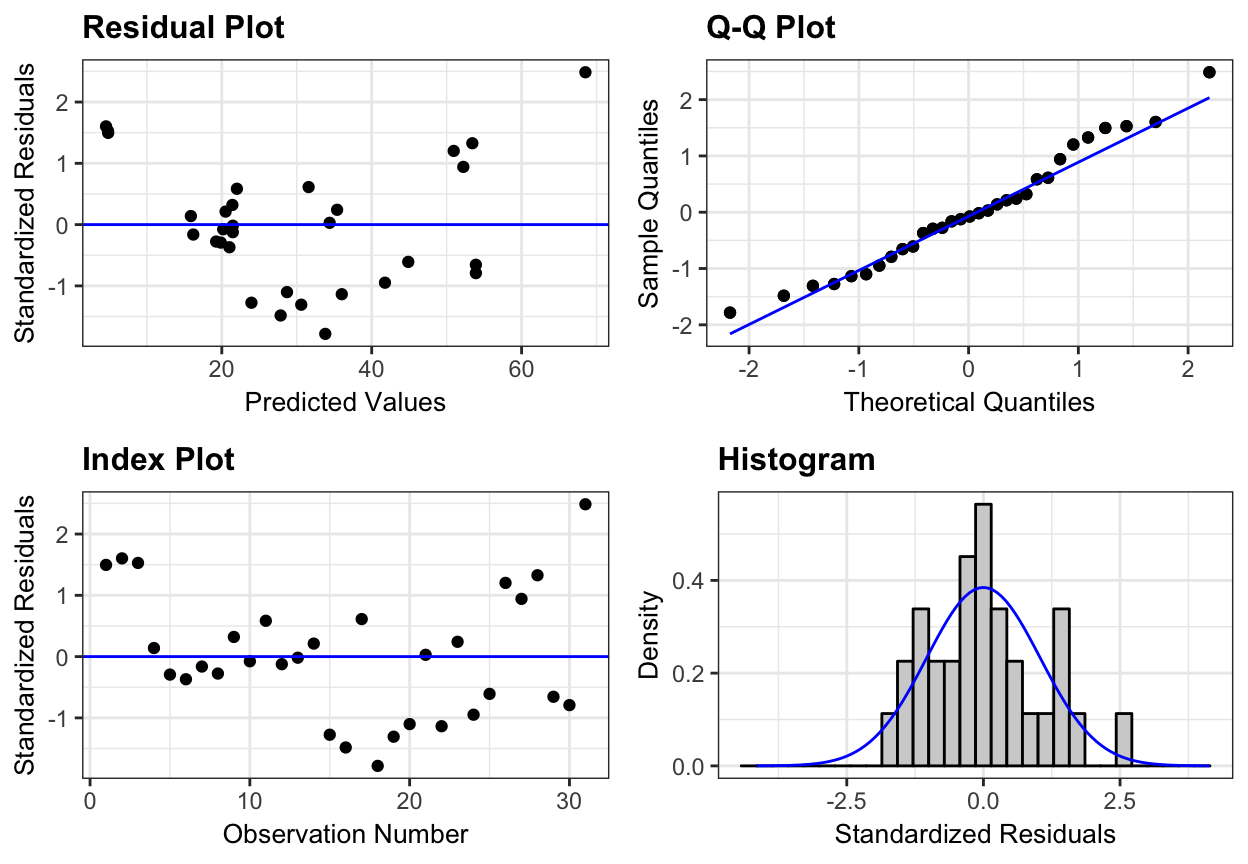 Residual Plot
Standardized Residuals
2
1
0
-1
20 40 60
Predicted Values
Q-Q Plot
Sample Quantiles
2
1
0
-1
-2
-2 -1 0 1 2
Theoretical Quantiles
Index Plot
Standardized Residuals
2
1
0
-1
0 10 20 30
Observation Number
Histogram
Density
0.4
0.2
0.0
-2.5 0.0 2.5
Standardized Residuals